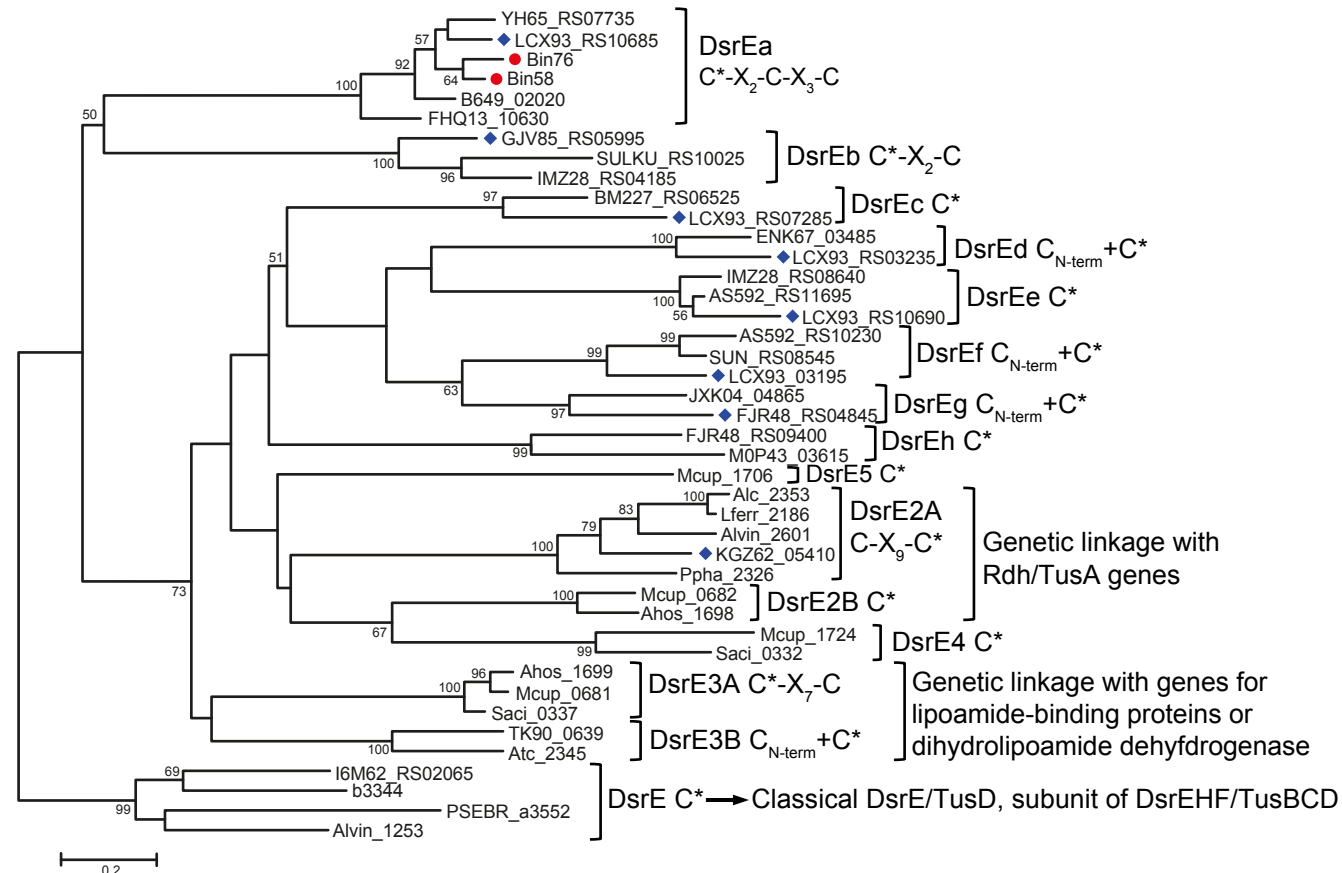 YH65_RS07735
LCX93_RS10685
Bin76
Bin58
B649_02020
FHQ13_10630
57
92
64
100
50
DsrEa
C*-X2-C-X3-C
GJV85_RS05995
SULKU_RS10025
IMZ28_RS04185
100
96
DsrEb C*-X2-C
BM227_RS06525
LCX93_RS07285
97
DsrEc C*
ENK67_03485
LCX93_RS03235
100
DsrEd CN-term+C*
51
IMZ28_RS08640
AS592_RS11695
LCX93_RS10690
100
56
DsrEe C*
AS592_RS10230
SUN_RS08545
LCX93_03195
99
99
DsrEf CN-term+C*
63
JXK04_04865
FJR48_RS04845
97
DsrEg CN-term+C*
FJR48_RS09400
M0P43_03615
99
DsrEh C*
Mcup_1706
DsrE5 C*
Alc_2353
Lferr_2186
Alvin_2601
KGZ62_05410
Ppha_2326
100
83
79
100
DsrE2A
C-X9-C*
Genetic linkage with
Rdh/TusA genes
73
Mcup_0682
Ahos_1698
100
DsrE2B C*
67
Mcup_1724
Saci_0332
99
DsrE4 C*
Ahos_1699
Mcup_0681
Saci_0337
96
100
DsrE3A C*-X7-C
Genetic linkage with genes for
lipoamide-binding proteins or
dihydrolipoamide dehyfdrogenase
TK90_0639
Atc_2345
100
DsrE3B CN-term+C*
I6M62_RS02065
b3344
PSEBR_a3552
Alvin_1253
69
99
DsrE C* → Classical DsrE/TusD, subunit of DsrEHF/TusBCD
0.2